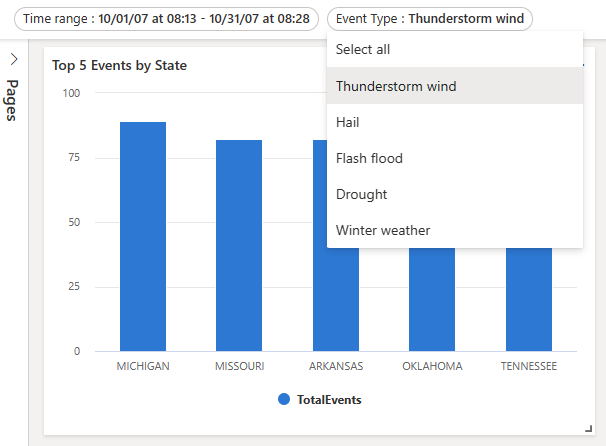 Time range : 10/01/07 at 08:13 - 10/31/07 at 08:28
Event Type : Thunderstorm wind
Select all
Thunderstorm wind
Hail
Flash flood
Drought
Winter weather
Pages
Top 5 Events by State
100
75
50
25
0
MICHIGAN MISSOURI ARKANSAS OKLAHOMA TENNESSEE
TotalEvents